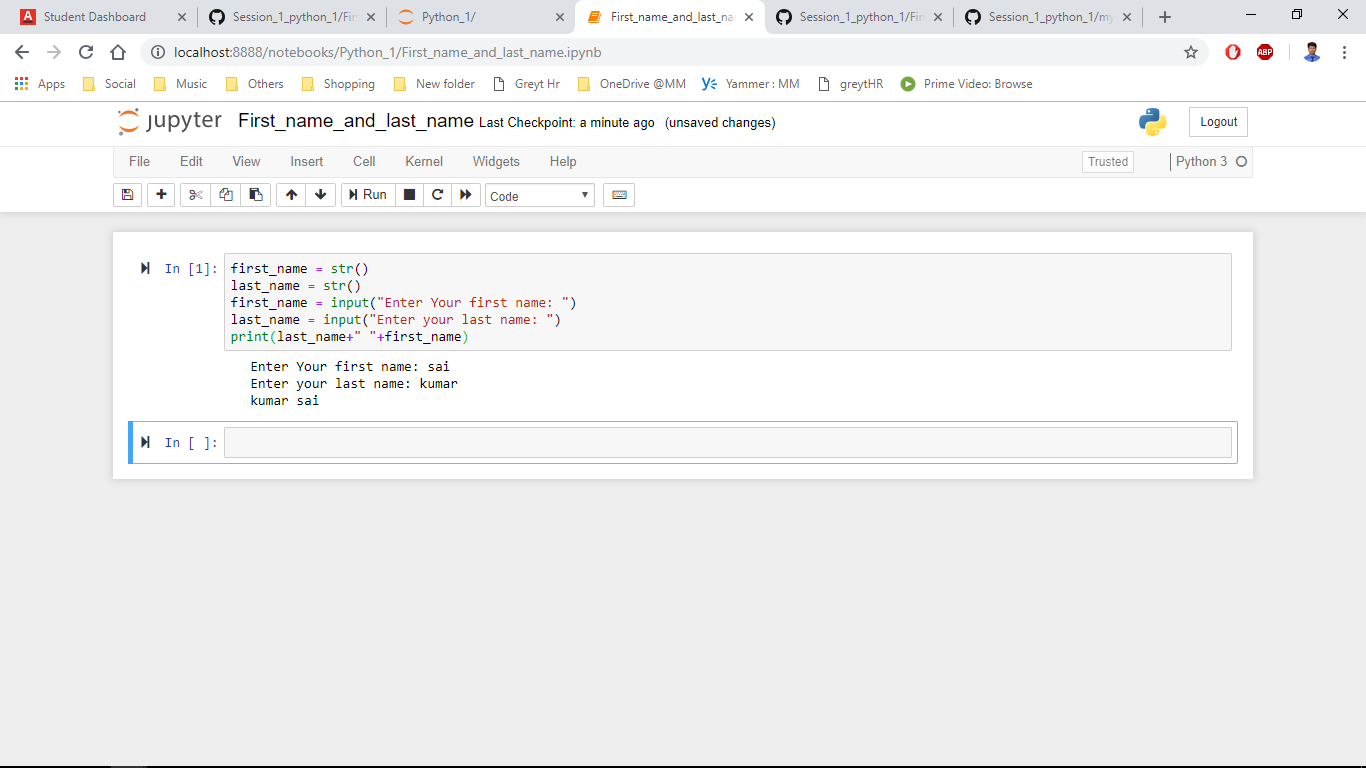 Student Dashboard
Session_1_python_1/Fir
Python_1/
First_name_and_last_na
Session_1_python_1/Fir
Session_1_python_1/my
localhost:8888/notebooks/Python_1/First_name_and_last_name.ipynb
ABP
Apps Social Music Others Shopping New folder Greyt Hr OneDrive @MM Yammer : MM greytHR Prime Video: Browse
jupyter First_name_and_last_name Last Checkpoint: a minute ago (unsaved changes) Logout
File Edit View Insert Cell Kernel Widgets Help Trusted Python 3
Run Code
In [1]: first_name = str()
last_name = str()
first_name = input("Enter Your first name: ")
last_name = input("Enter your last name: ")
print(last_name+" "+first_name)
Enter Your first name: sai
Enter your last name: kumar
kumar sai
In [ ]: